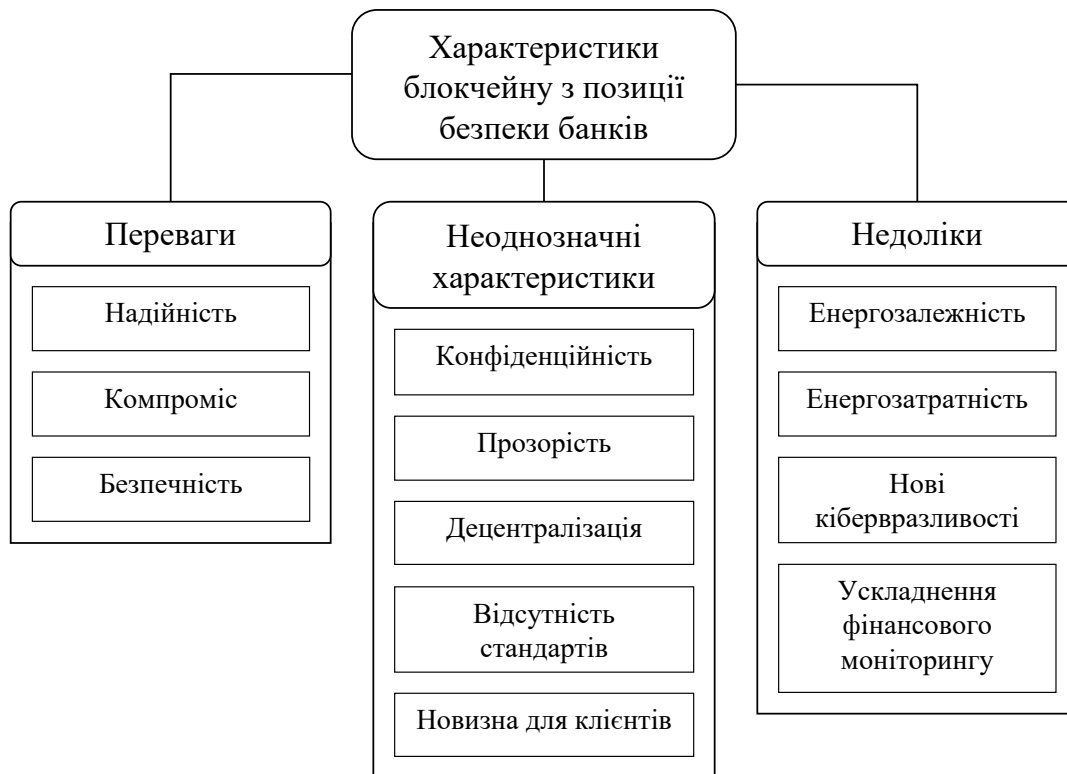 Характеристики
блокчейну з позиції
безпеки банків
Переваги
Надійність
Компроміс
Безпечність
Неоднозначні
характеристики
Конфіденційність
Прозорість
Децентралізація
Відсутність
стандартів
Новизна для клієнтів
Недоліки
Енергозалежність
Енергозатратність
Нові
кібервразливості
Ускладнення
фінансового
моніторингу